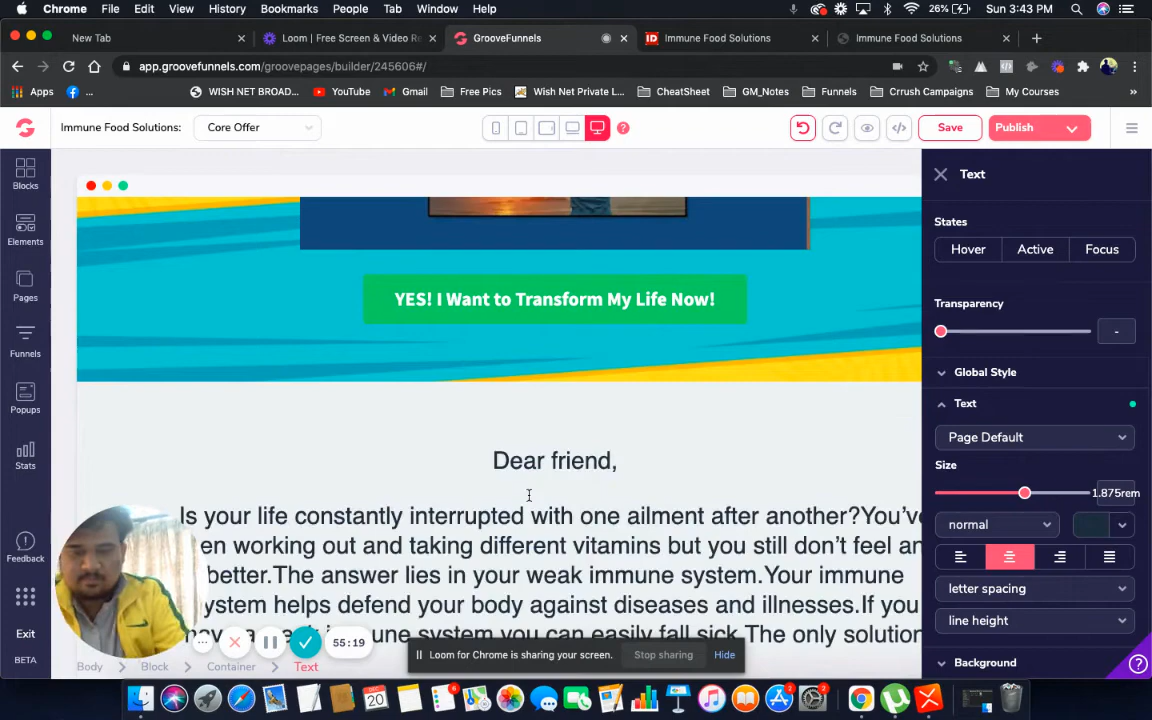 Chrome File Edit View History Bookmarks People Tab Window Help 26% Sun 3:43 PM
New Tab Loom | Free Screen & Video R GrooveFunnels Immune Food Solutions Immune Food Solutions
app.groovefunnels.com/groovepages/builder/245606#/
Apps ... WISH NET BROAD... YouTube Gmail Free Pics Wish Net Private L... CheatSheet GM_Notes Funnels Crrush Campaigns My Courses »
Immune Food Solutions: Core Offer Save Publish
Blocks
Elements
Pages
Funnels
Popups
Stats
Feedback
Exit
BETA
YES! I Want to Transform My Life Now!
Dear friend,
Is your life constantly interrupted with one ailment after another?You've
en working out and taking different vitamins but you still don't feel an
better.The answer lies in your weak immune system.Your immune
ystem helps defend your body against diseases and illnesses.If you
have a weak immune system you can easily fall sick.The only solution
55:19
Loom for Chrome is sharing your screen. Stop sharing Hide
Body Block Container Text
Text
States
Hover Active Focus
Transparency
-
Global Style
Text
Page Default
Size
1.875rem
normal
letter spacing
line height
Background
DEC
20
6
2
2